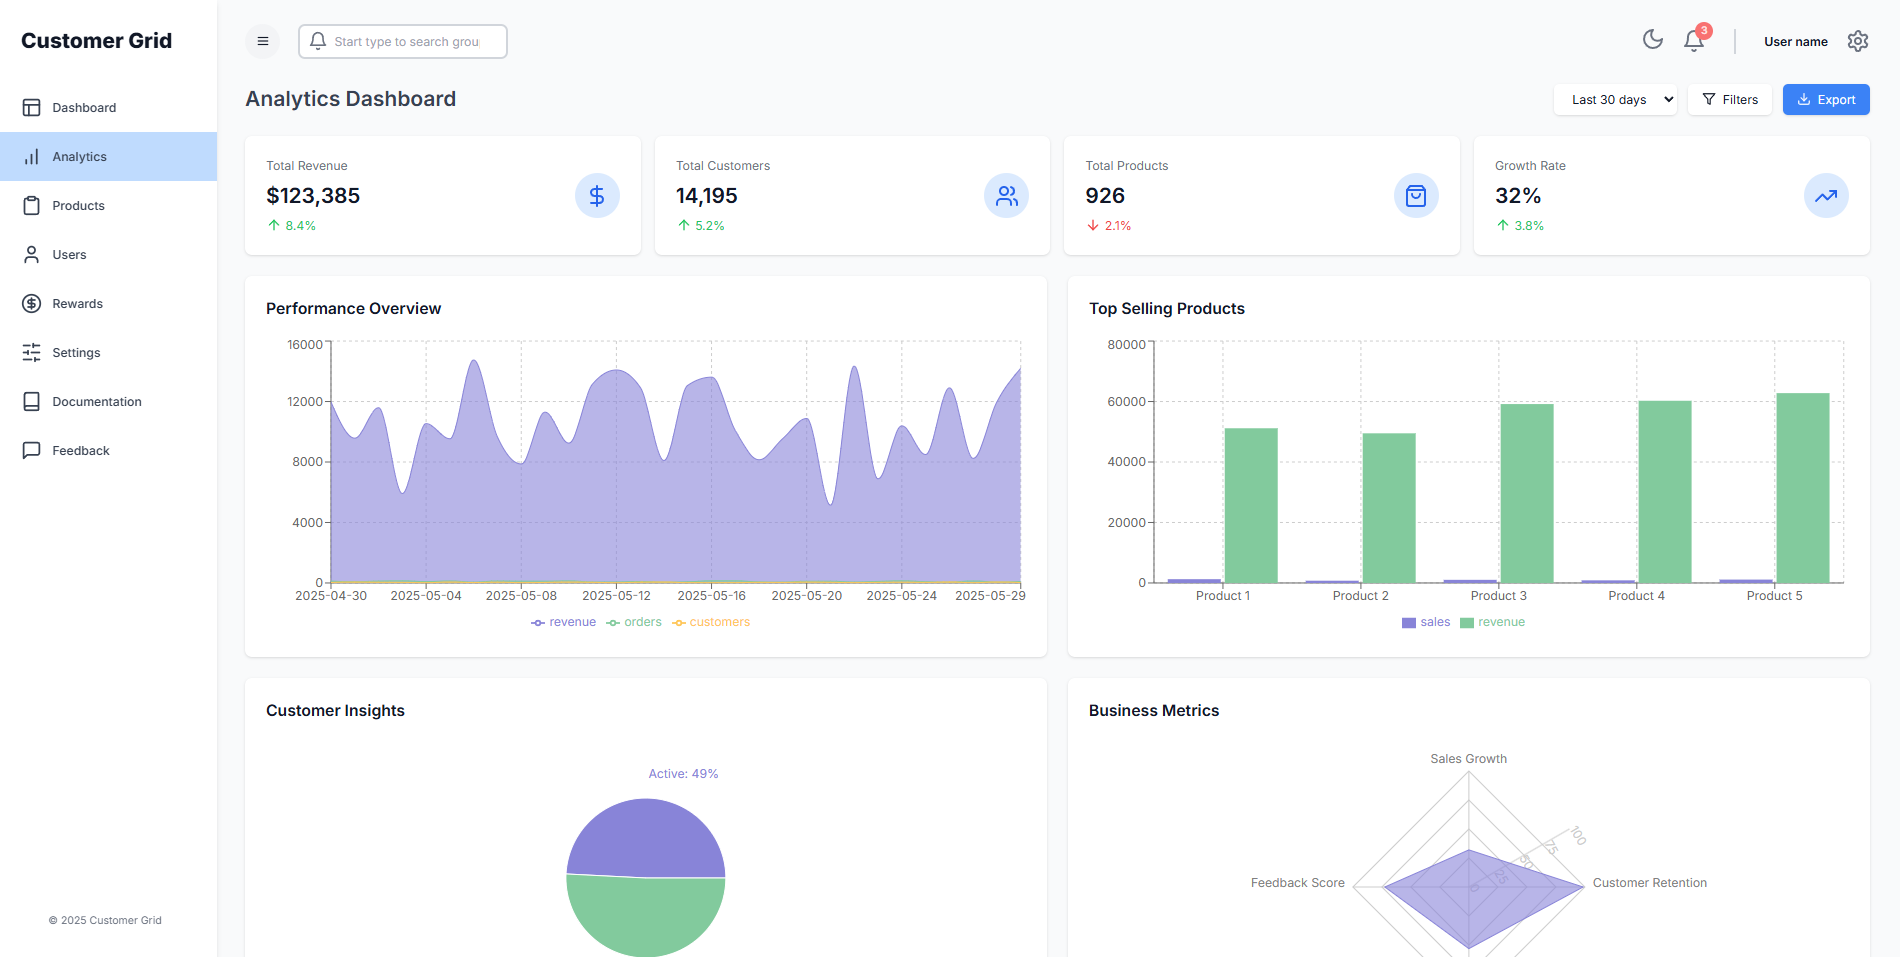 Customer Grid
Dashboard
Analytics
Products
Users
Rewards
Settings
Documentation
Feedback
© 2025 Customer Grid
Start type to search grou
3
User name
Analytics Dashboard
Last 30 days
Filters
Export
Total Revenue
$123,385
8.4%
Total Customers
14,195
5.2%
Total Products
926
2.1%
Growth Rate
32%
3.8%
Performance Overview
16000
12000
8000
4000
0
2025-04-30 2025-05-04 2025-05-08 2025-05-12 2025-05-16 2025-05-20 2025-05-24 2025-05-29
revenue orders customers
Top Selling Products
80000
60000
40000
20000
0
Product 1 Product 2 Product 3 Product 4 Product 5
sales revenue
Customer Insights
Active: 49%
Business Metrics
Sales Growth
100
75
50
25
0
Feedback Score
Customer Retention